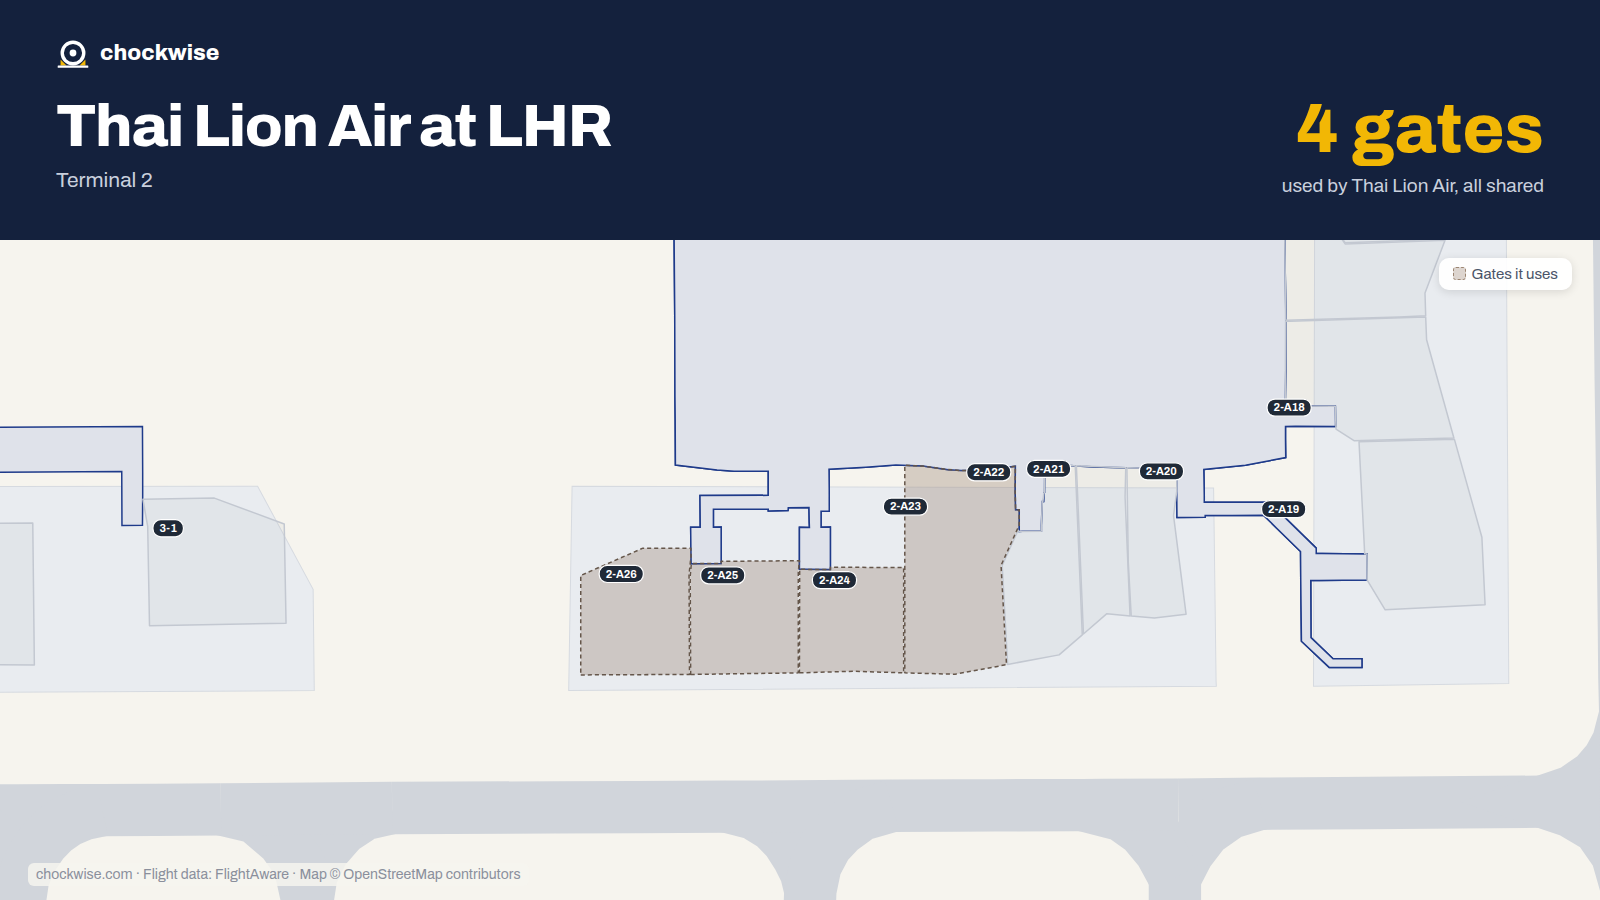 chockwise
Thai Lion Air at LHR
Terminal 2
4 gates
used by Thai Lion Air, all shared
Gates it uses
2-A18
2-A22
2-A21
2-A20
2-A23
2-A19
3-1
2-A26
2-A25
2-A24
chockwise.com · Flight data: FlightAware · Map © OpenStreetMap contributors